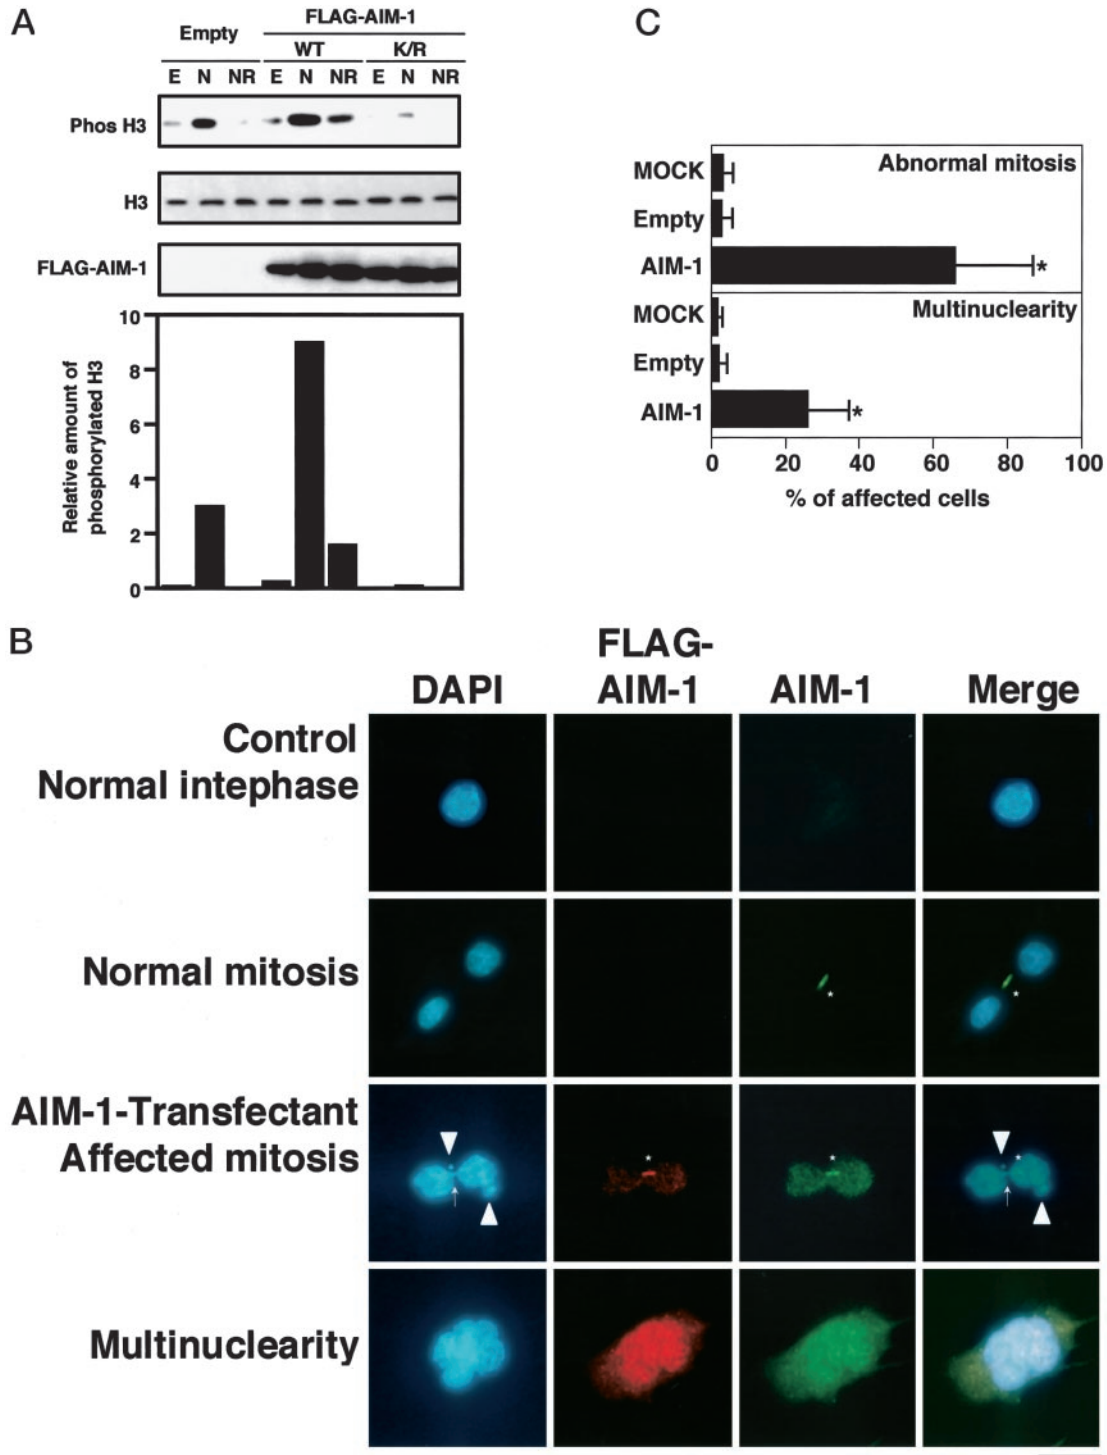 A
FLAG-AIM-1
Empty
WT K/R
E N NR E N NR E N NR
Phos H3
H3
FLAG-AIM-1
Relative amount of
phosphorylated H3
10
8
6
4
2
0
C
MOCK
Abnormal mitosis
Empty
AIM-1
*
MOCK
Multinuclearity
Empty
AIM-1
*
0 20 40 60 80 100
% of affected cells
B
FLAG-
DAPI AIM-1 AIM-1 Merge
Control
Normal intephase
Normal mitosis
* *
AIM-1-Transfectant
Affected mitosis
* * *
Multinuclearity